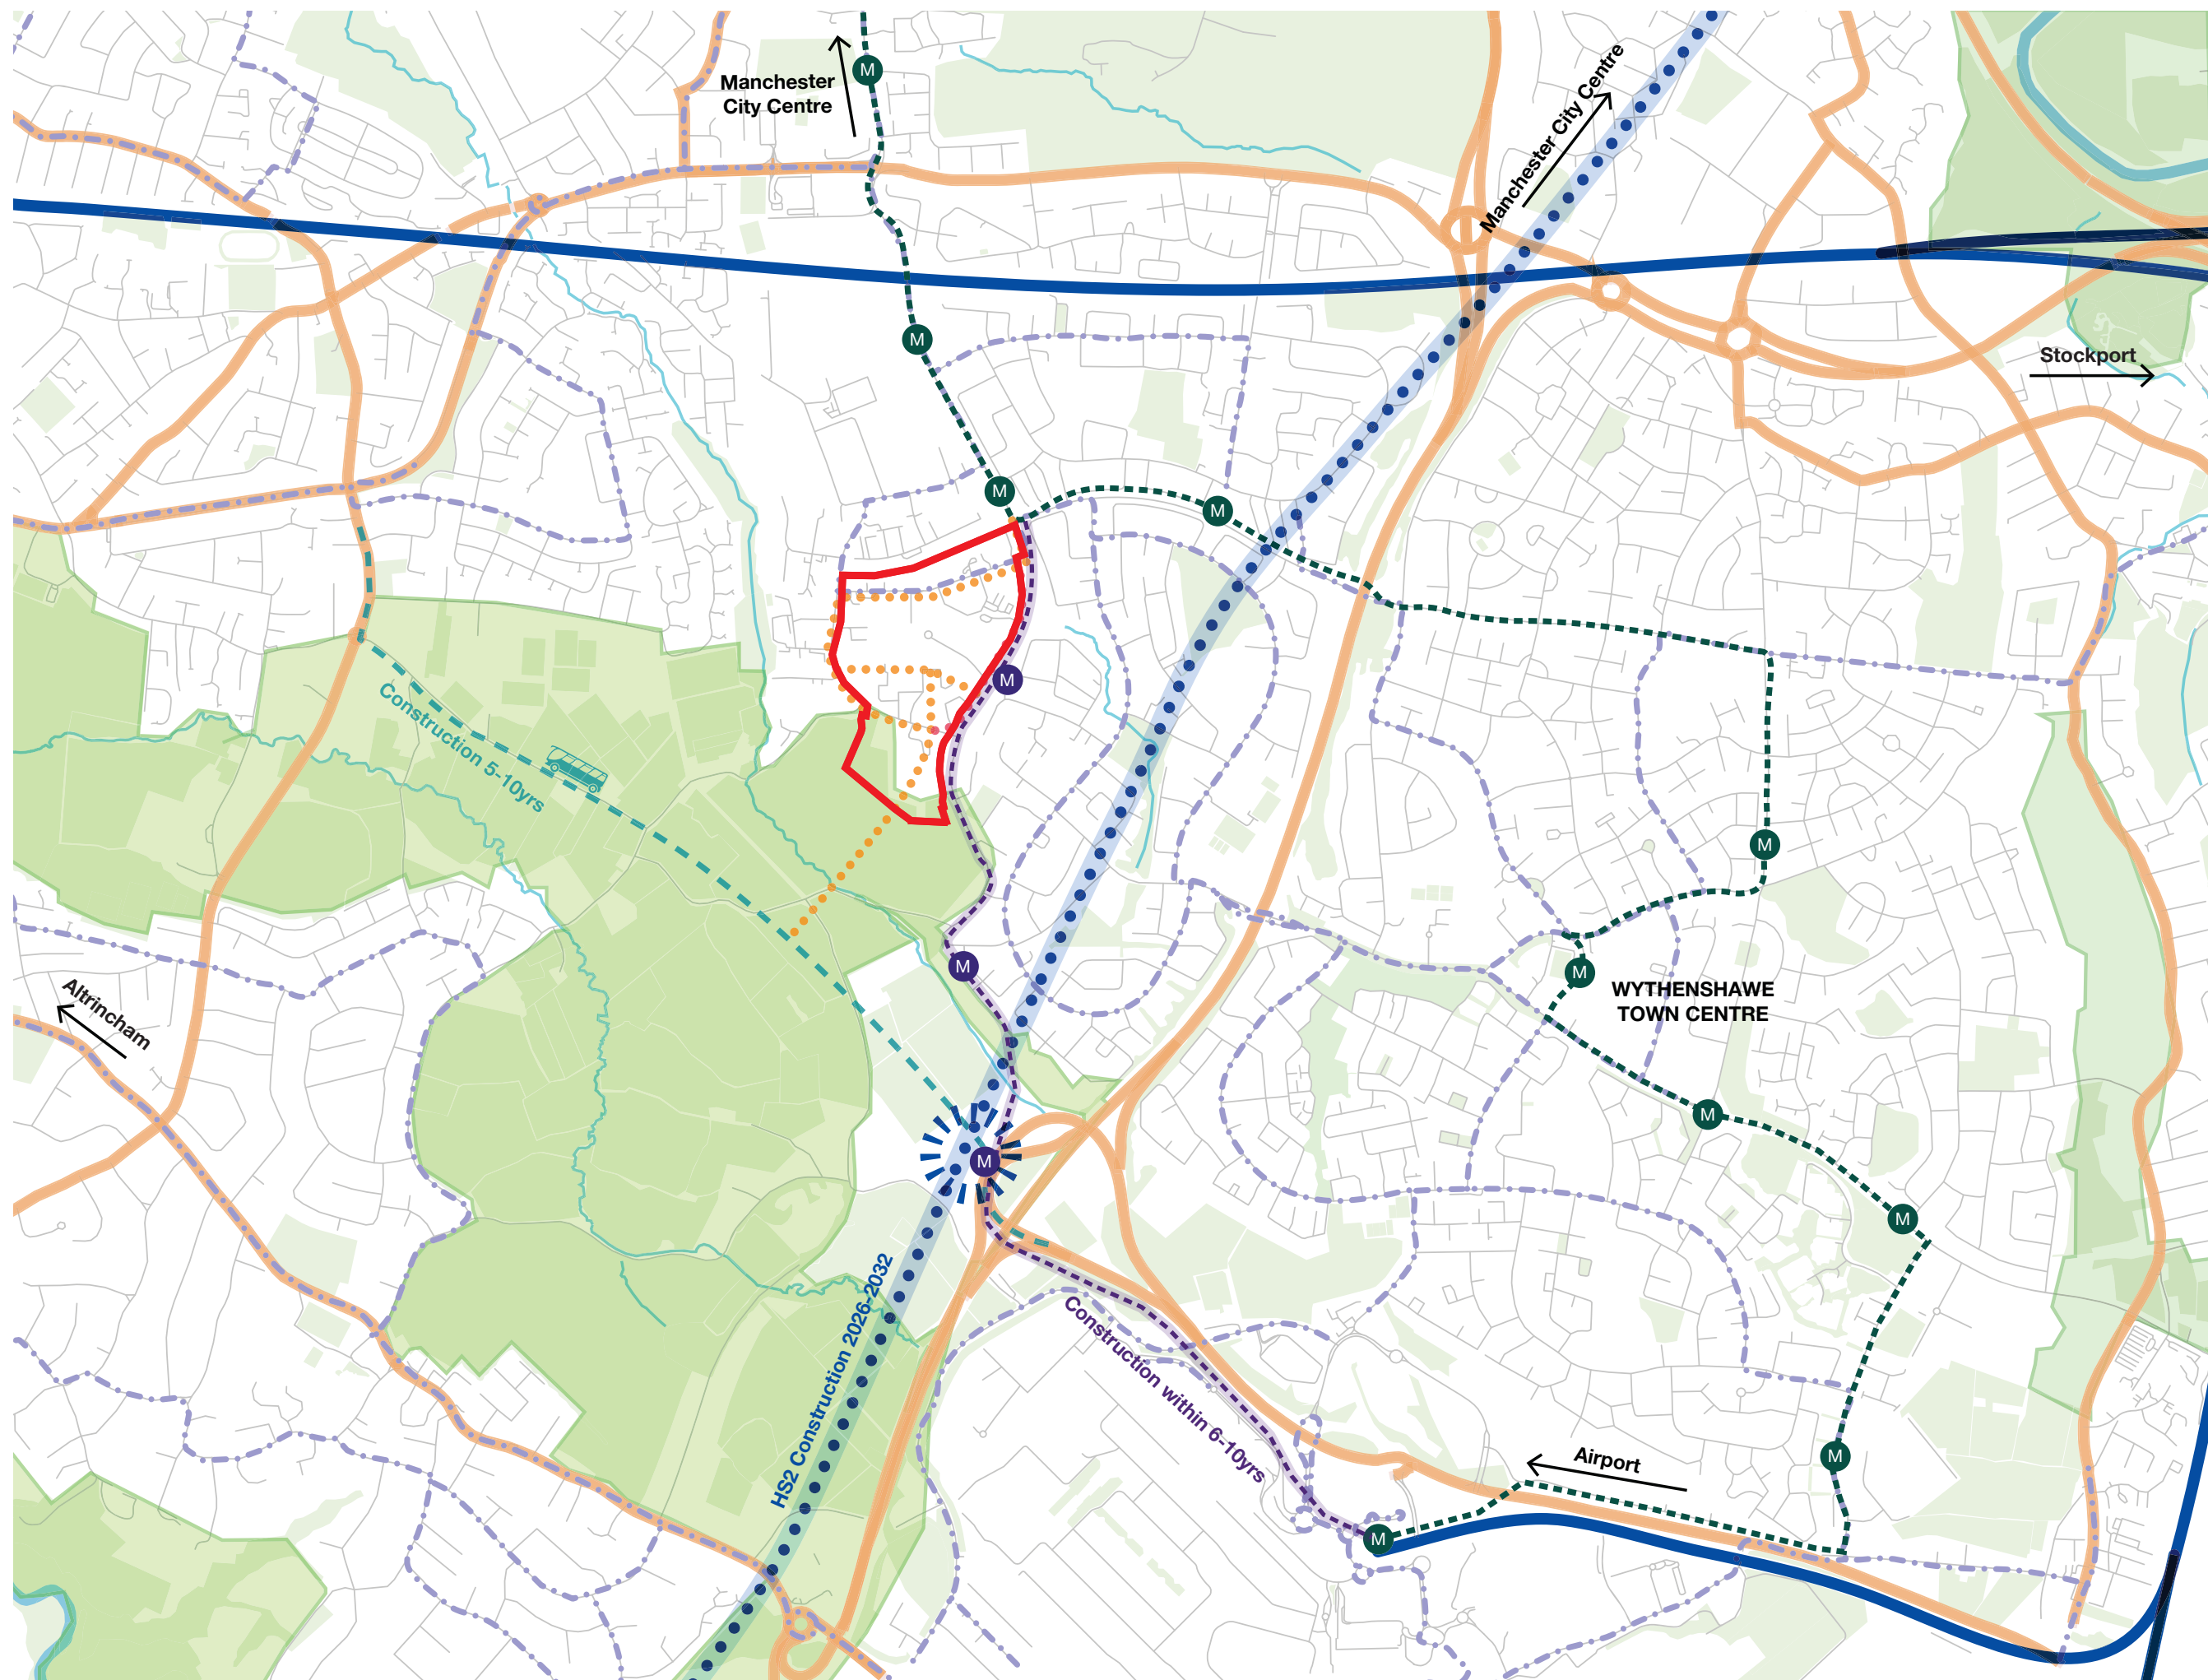 M
Manchester
City Centre
Manchester City Centre
M
Stockport
M
M
M
Construction 5-10yrs
M
M
M
WYTHENSHAWE
TOWN CENTRE
Altrincham
M
M
M
HS2 Construction 2026-2032
Construction within 6-10yrs
Airport
M
M